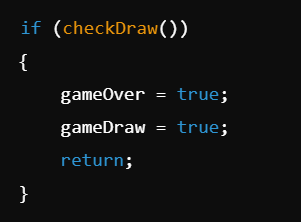 if (checkDraw())
{
    gameOver = true;
    gameDraw = true;
    return;
}